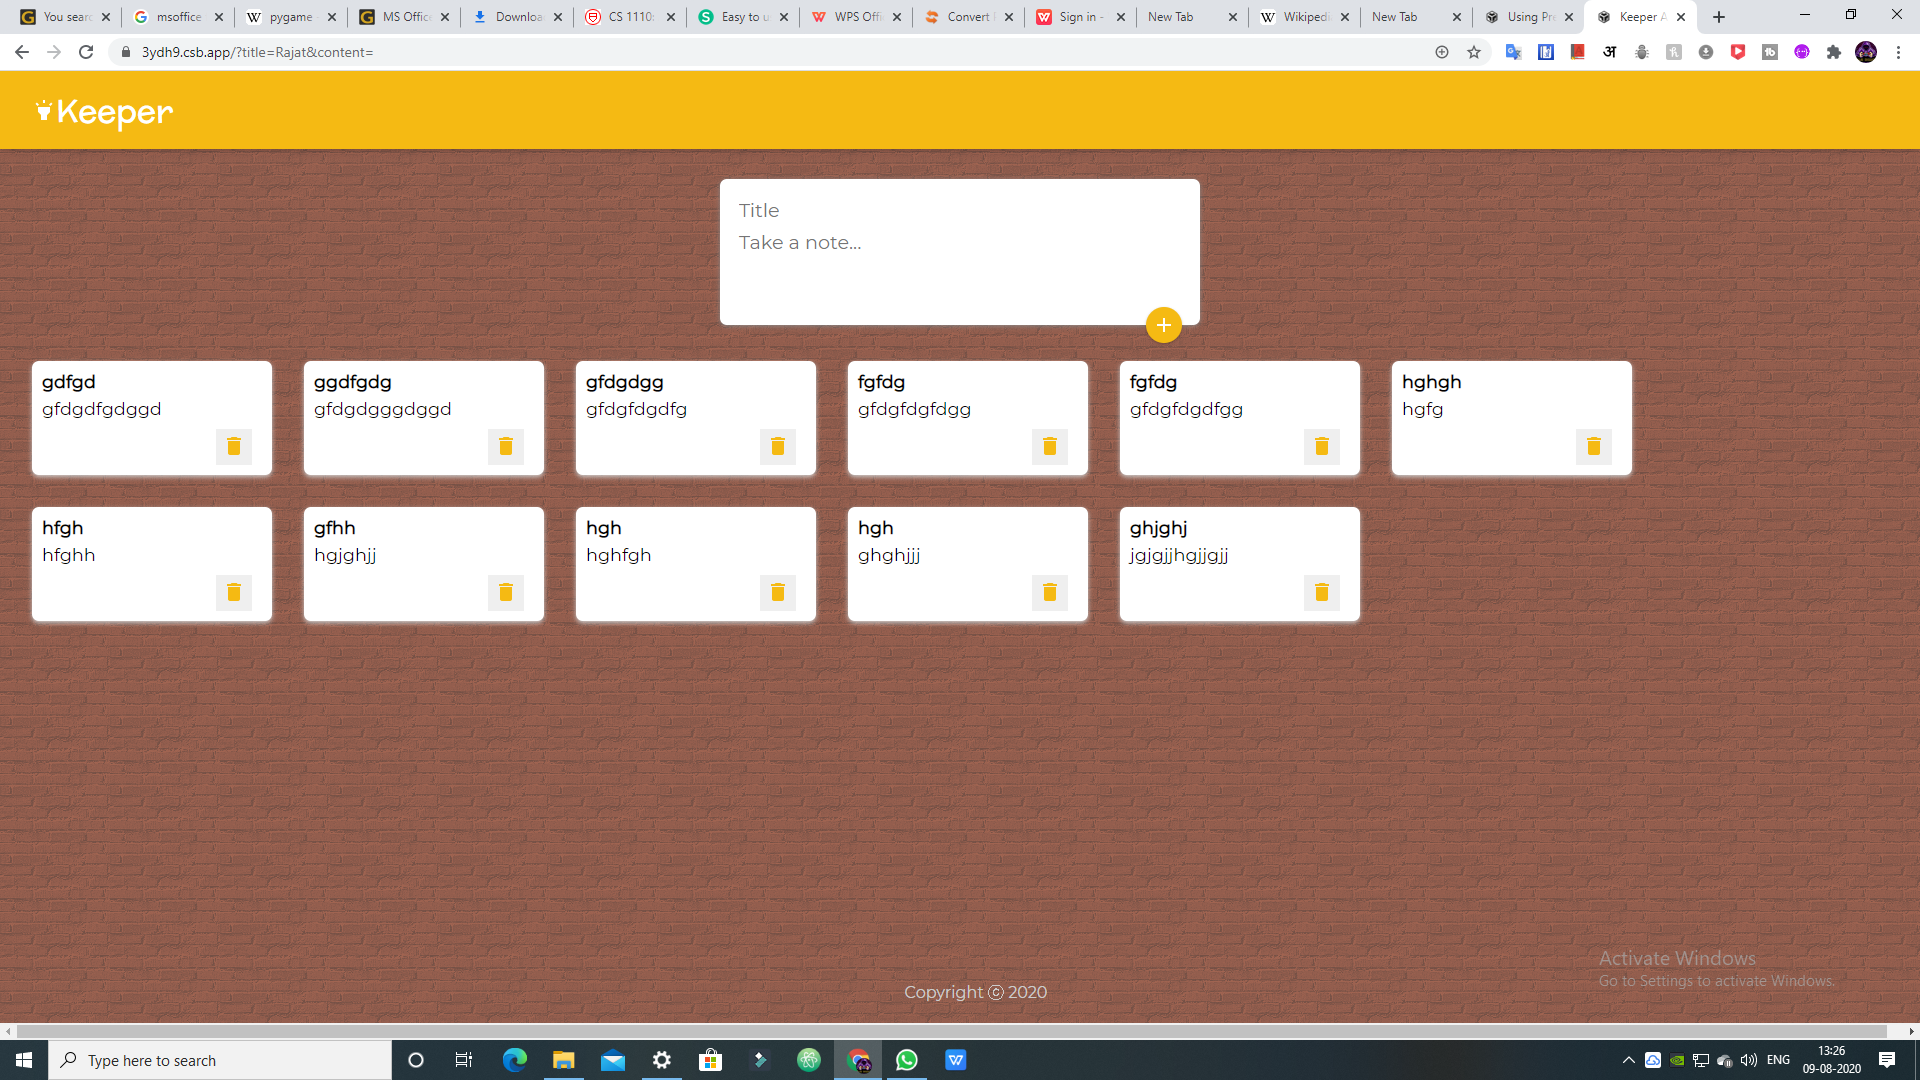 You sear
msoffice
pygame
MS Offic
Downloa
CS 1110:
Easy to u
WPS Offi
Convert
Sign in -
New Tab
Wikipedi
New Tab
Using Pr
Keeper A
3ydh9.csb.app/?title=Rajat&content=
Keeper
Title
Take a note...
gdfgd
gfdgdfgdggd
ggdfgdg
gfdgdgggdggd
gfdgdgg
gfdgfdgdfg
fgfdg
gfdgfdgfdgg
fgfdg
gfdgfdgdfgg
hghgh
hgfg
hfgh
hfghh
gfhh
hgjghjj
hgh
hghfgh
hgh
ghghjjj
ghjghj
jgjgjjhgjjgjj
Activate Windows
Go to Settings to activate Windows.
Copyright ⓒ 2020
Type here to search
ENG
13:26
09-08-2020